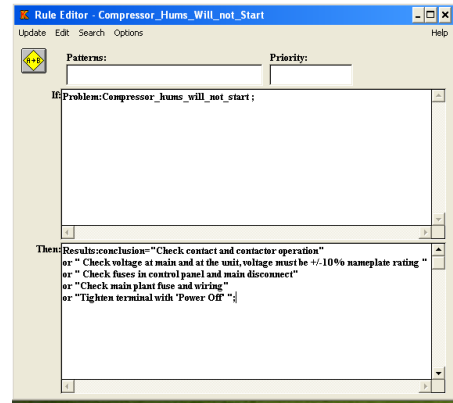 Rule Editor - Compressor_Hums_Will_not_Start
Update Edit Search Options Help
A+B
Patterns: Priority:
If: Problem:Compressor_hums_will_not_start ;
Then: Results:conclusion="Check contact and contactor operation"
or " Check voltage at main and at the unit, voltage must be +/-10% nameplate rating "
or " Check fuses in control panel and main disconnect"
or "Check main plant fuse and wiring"
or "Tighten terminal with 'Power Off' ";